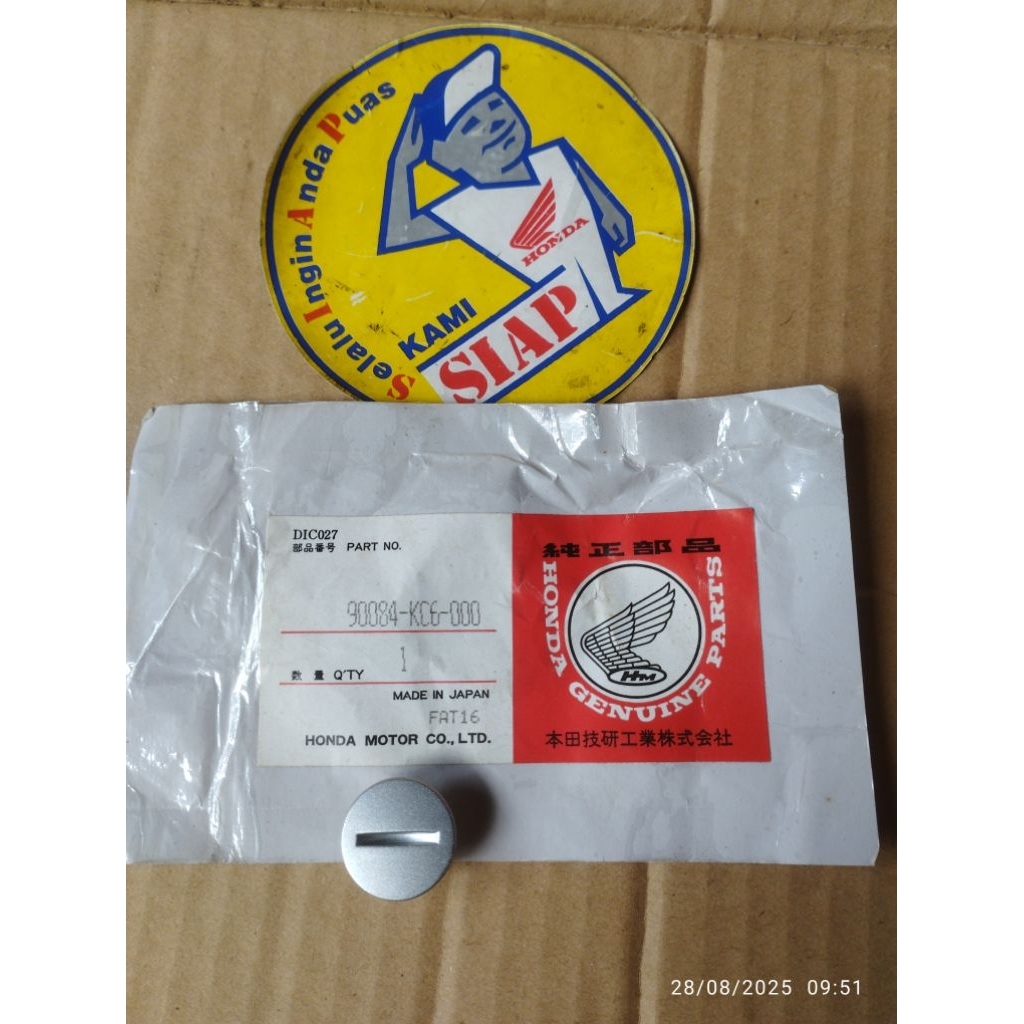 Selalu Ingin Anda Puas
HONDA
KAMI
SIAP
DIC027
部品番号 PART NO.
90084-KC6-000
数量 Q'TY 1
MADE IN JAPAN
FAT16
HONDA MOTOR CO., LTD.
純正部品
HONDA GENUINE PARTS
HM
本田技研工業株式会社
28/08/2025 09:51